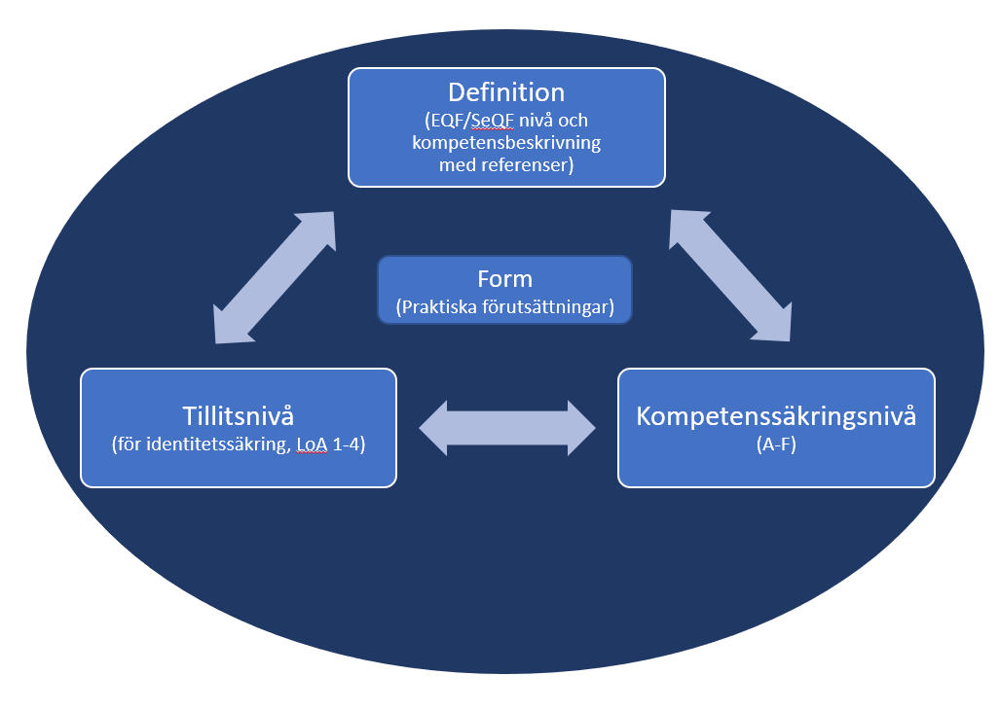 Definition
(EQF/SeQF nivå och
kompetensbeskrivning
med referenser)
Form
(Praktiska förutsättningar)
Tillitsnivå
(för identitetssäkring, LoA 1-4)
Kompetenssäkringsnivå
(A-F)